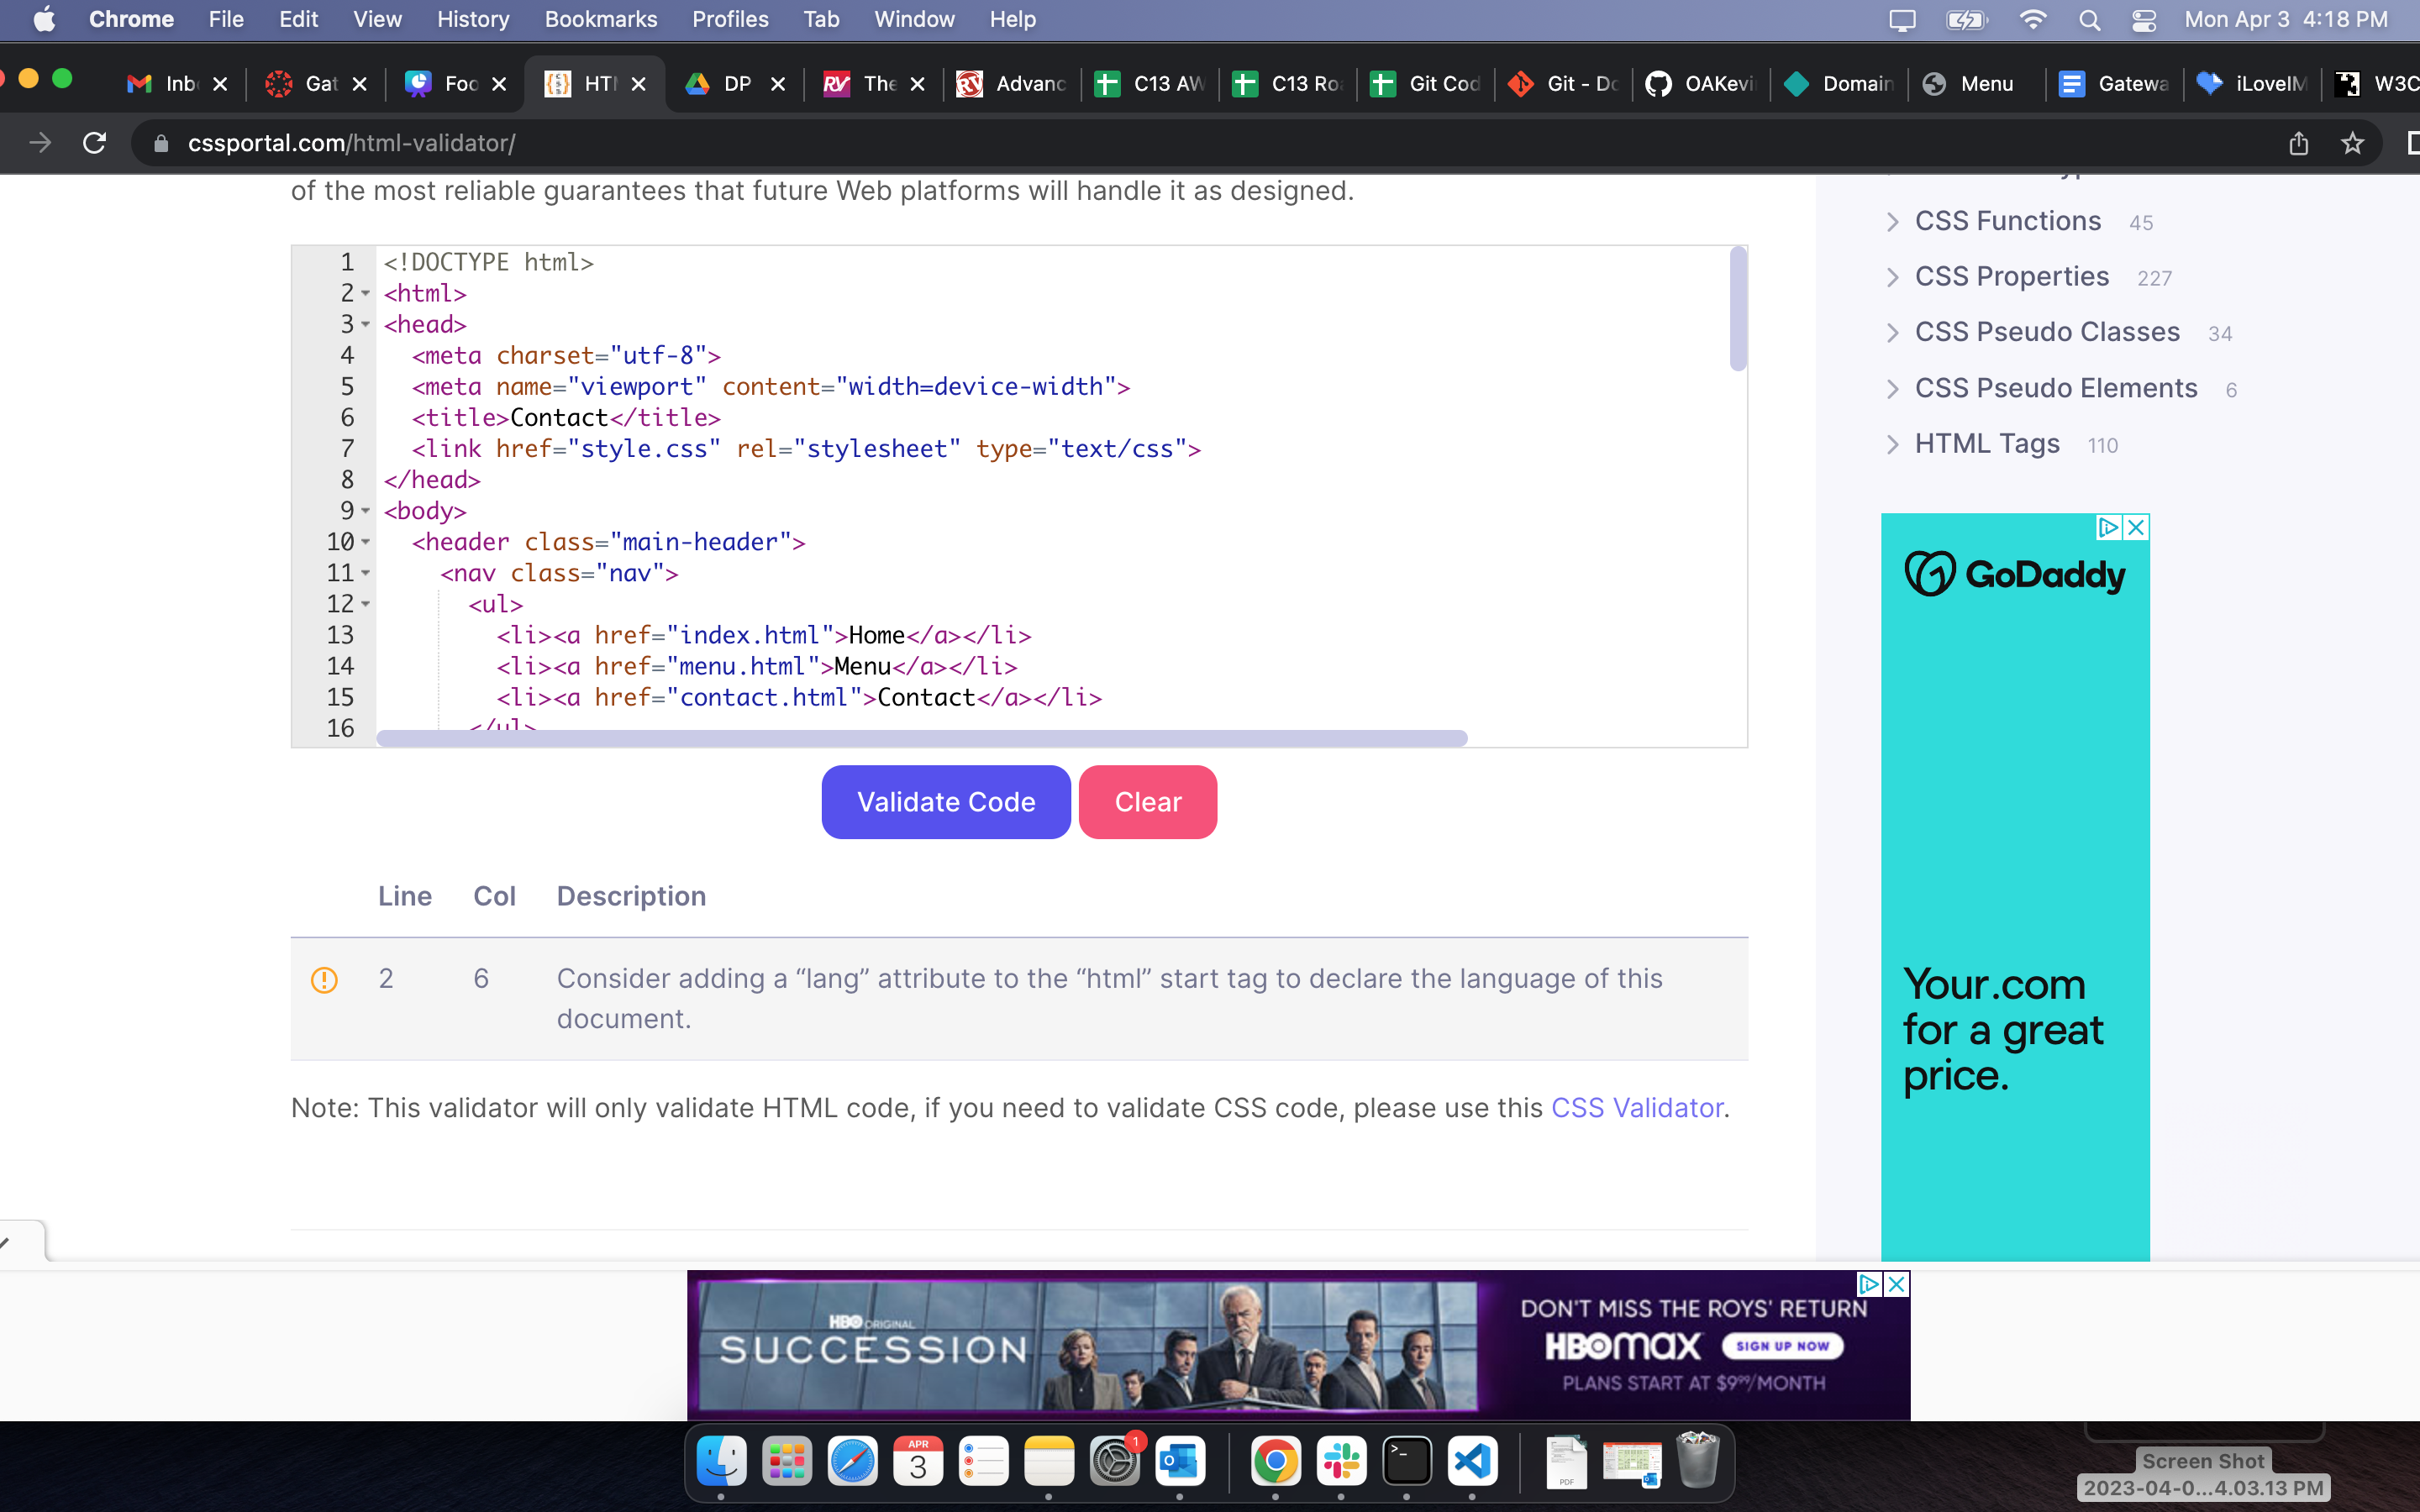 Chrome File Edit View History Bookmarks Profiles Tab Window Help Mon Apr 3 4:18 PM
Inb Gat Foo HTM DP The Advanc C13 AW C13 Ro Git Cod Git - Do OAKevi Domain Menu Gatewa iLoveIM W3C
cssportal.com/html-validator/
of the most reliable guarantees that future Web platforms will handle it as designed.
1 <!DOCTYPE html>
2 <html>
3 <head>
4 <meta charset="utf-8">
5 <meta name="viewport" content="width=device-width">
6 <title>Contact</title>
7 <link href="style.css" rel="stylesheet" type="text/css">
8 </head>
9 <body>
10 <header class="main-header">
11 <nav class="nav">
12 <ul>
13 <li><a href="index.html">Home</a></li>
14 <li><a href="menu.html">Menu</a></li>
15 <li><a href="contact.html">Contact</a></li>
16 </ul>
Validate Code Clear
Line Col Description
2 6 Consider adding a “lang” attribute to the “html” start tag to declare the language of this
document.
Note: This validator will only validate HTML code, if you need to validate CSS code, please use this CSS Validator.
CSS Functions 45
CSS Properties 227
CSS Pseudo Classes 34
CSS Pseudo Elements 6
HTML Tags 110
GoDaddy
Your.com
for a great
price.
HBO ORIGINAL
SUCCESSION
DON'T MISS THE ROYS' RETURN
HBOMAX SIGN UP NOW
PLANS START AT $9.99/MONTH
APR
3
1
PDF
Screen Shot
2023-04-0...4.03.13 PM